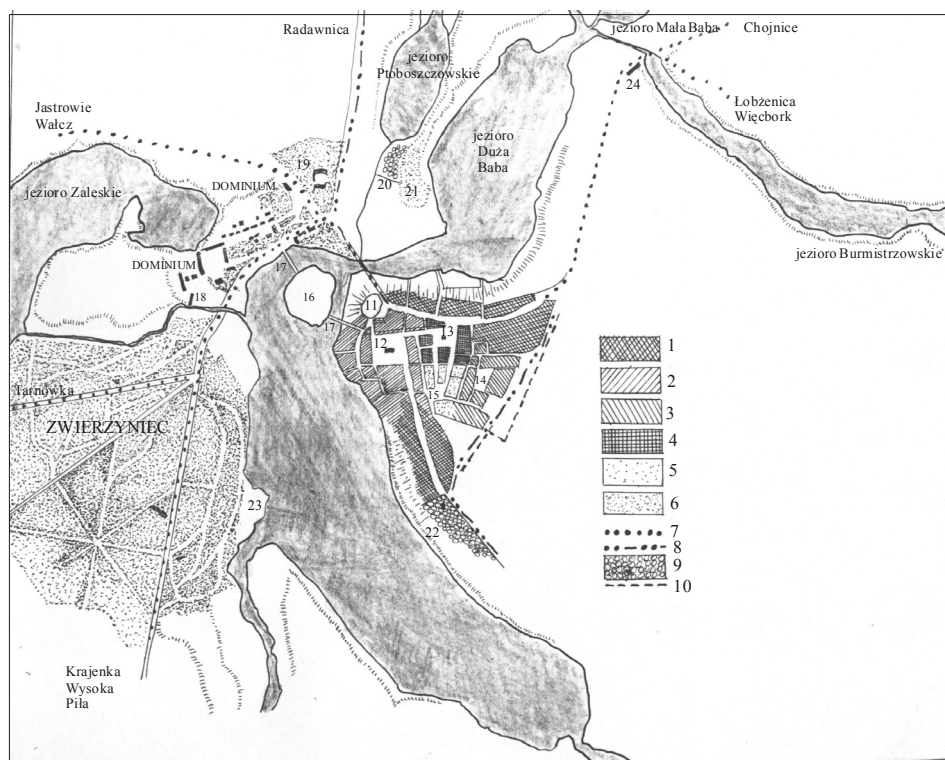 Radawnica
jezioro Mała Baba
Chojnice
jezioro
Ptoboszczowskie
24
Łobżenica
Więcbork
Jastrowie
Wałcz
jezioro
Duża
Baba
19
20
21
DOMINIUM
jezioro Zaleskie
DOMINIUM
jezioro Burmistrzowskie
17
18
16
11
17
12
13
14
15
1
2
3
4
5
6
7
8
9
10
Tarnówka
ZWIERZYNIEC
23
22
Krajenka
Wysoka
Piła